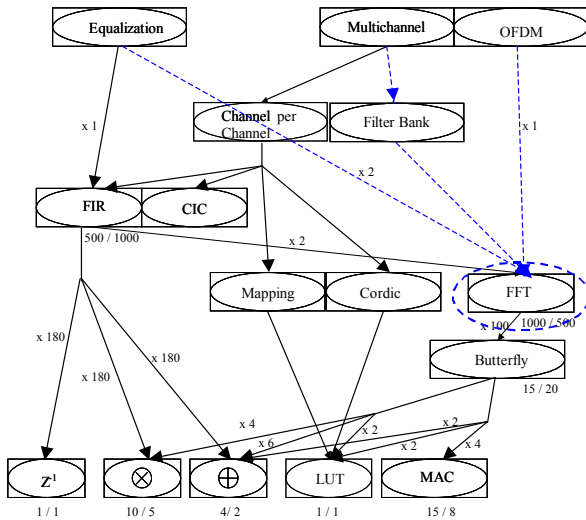 Equalization
Multichannel
OFDM
x 1
Channel per
Channel
Filter Bank
x 1
x 2
FIR
CIC
500 / 1000
x 2
Mapping
Cordic
FFT
x 100
1000 / 500
x 180
x 180
x 180
Butterfly
15 / 20
x 4
x 6
x 2
x 2
x 2
x 4
Z⁻¹
⊗
⊕
LUT
MAC
1 / 1
10 / 5
4/ 2
1 / 1
15 / 8